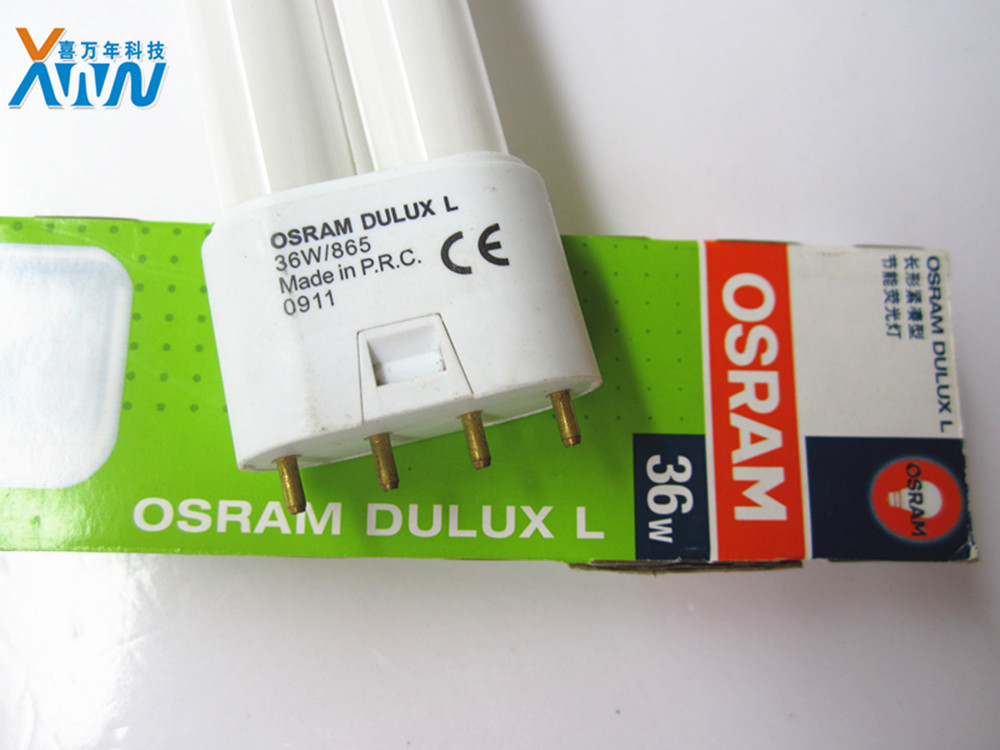 喜万年科技
XWN
OSRAM DULUX L
36W/865
Made in P.R.C.
0911
CE
OSRAM DULUX L
36W
OSRAM
OSRAM DULUX L
长形紧凑型
节能荧光灯
OSRAM